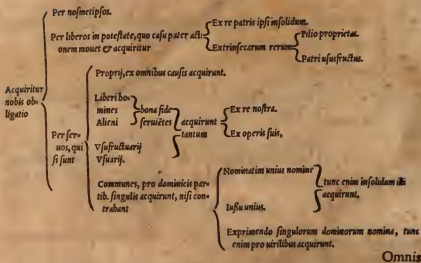 Per noſmetipſos.
Per liberos in poteſtate, quo caſu pater acti
onem mouet & acquiritur
Ex re patris ipſi inſolidum.
Extrinſecarum rerum
Filio proprietas.
Patri uſusfructus.
Acquiritur
nobis ob-
ligatio
Per ſer-
uos, qui
ſi ſunt
Proprij, ex omnibus cauſis acquirunt.
Liberi ho-
mines
Alieni
bona fide
ſeruiẽtes
Vſufructuarij
Vſuarij.
acquirunt
tantum
Ex re noſtra.
Ex operis ſuis,
Communes, pro dominicis par-
tib. ſingulis acquirunt, niſi con-
trahant
Nominatim unius nomine
Iuſſu unius.
tunc enim inſolidum illi
acquirunt,
Exprimendo ſingulorum dominorum nomina, tunc
enim pro uirilibus acquirunt.
Omnis